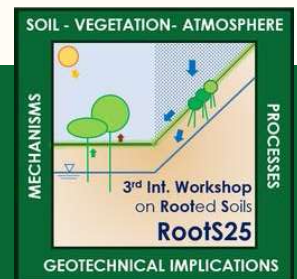 SOIL - VEGETATION- ATMOSPHERE
MECHANISMS
PROCESSES
3rd Int. Workshop
on Rooted Soils
RootS25
GEOTECHNICAL IMPLICATIONS